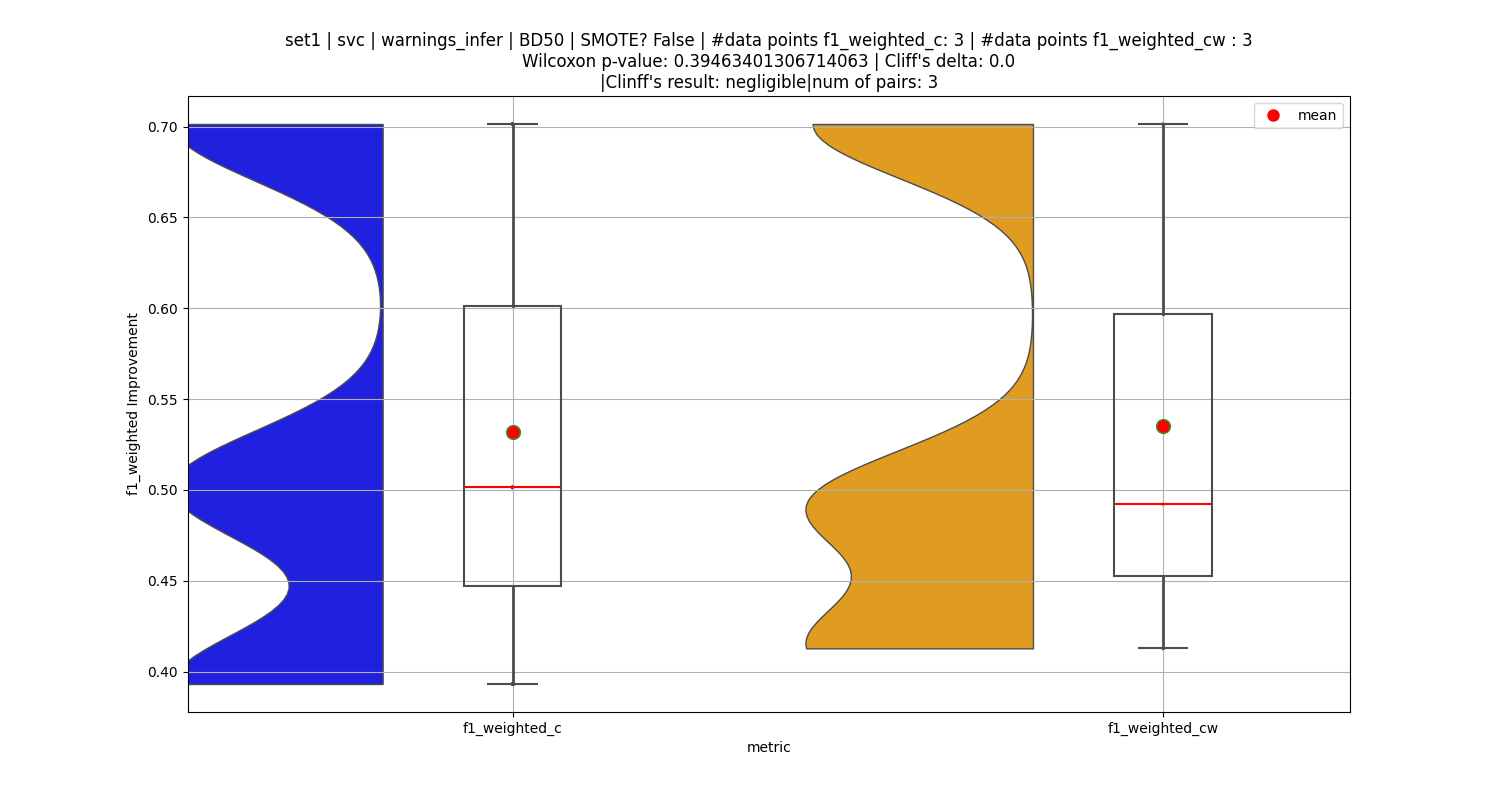 set1 | svc | warnings_infer | BD50 | SMOTE? False | #data points f1_weighted_c: 3 | #data points f1_weighted_cw : 3
Wilcoxon p-value: 0.39463401306714063 | Cliff's delta: 0.0
|Clinff's result: negligible|num of pairs: 3
mean
0.70
0.65
0.60
0.55
0.50
0.45
0.40
f1_weighted Improvement
f1_weighted_c
f1_weighted_cw
metric